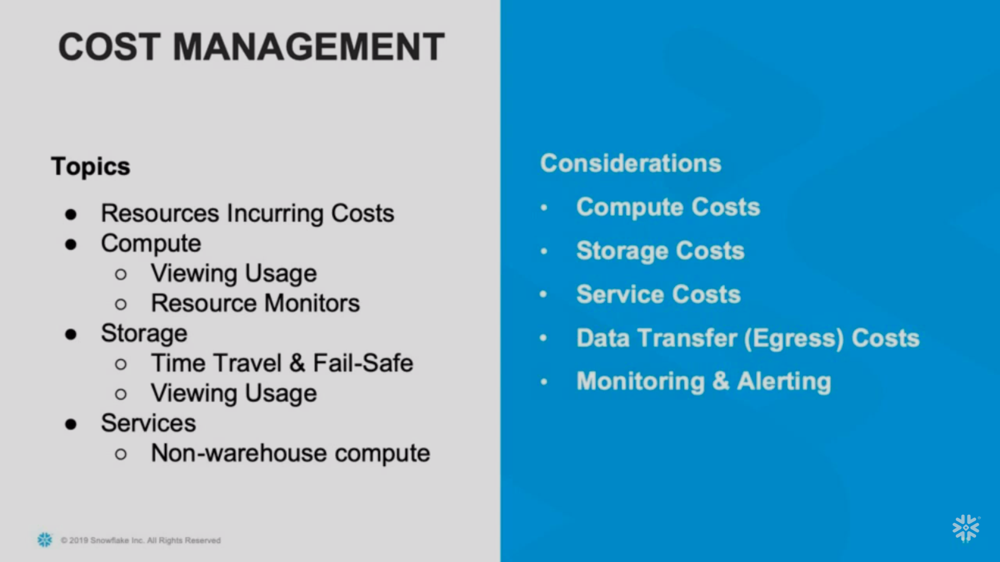 COST MANAGEMENT
Topics
● Resources Incurring Costs
● Compute
○ Viewing Usage
○ Resource Monitors
● Storage
○ Time Travel & Fail-Safe
○ Viewing Usage
● Services
○ Non-warehouse compute
© 2019 Snowflake Inc. All Rights Reserved
Considerations
• Compute Costs
• Storage Costs
• Service Costs
• Data Transfer (Egress) Costs
• Monitoring & Alerting